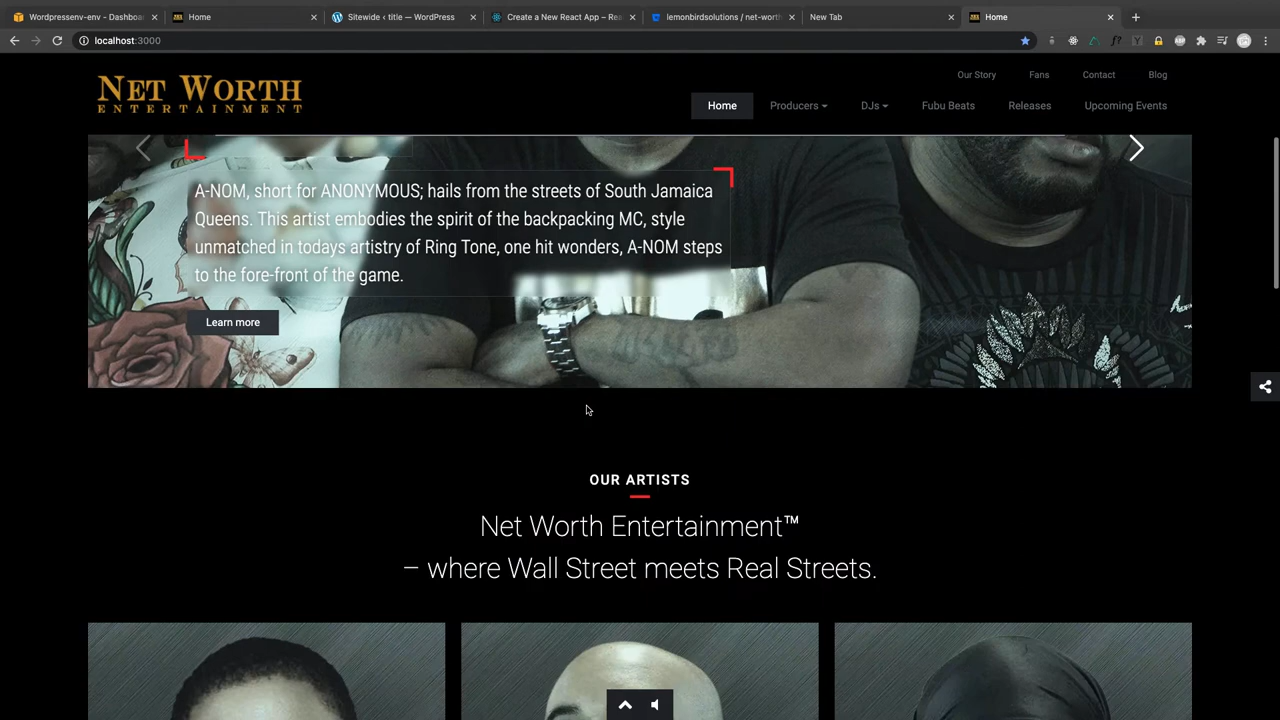 Wordpressenv-env - Dashboa
Home
Sitewide ‹ title — WordPress
Create a New React App – Rea
lemonbirdsolutions / net-worth
New Tab
Home
localhost:3000
NET WORTH
ENTERTAINMENT
Our Story
Fans
Contact
Blog
Home
Producers
DJs
Fubu Beats
Releases
Upcoming Events
A-NOM, short for ANONYMOUS; hails from the streets of South Jamaica
Queens. This artist embodies the spirit of the backpacking MC, style
unmatched in todays artistry of Ring Tone, one hit wonders, A-NOM steps
to the fore-front of the game.
Learn more
OUR ARTISTS
Net Worth Entertainment™
– where Wall Street meets Real Streets.